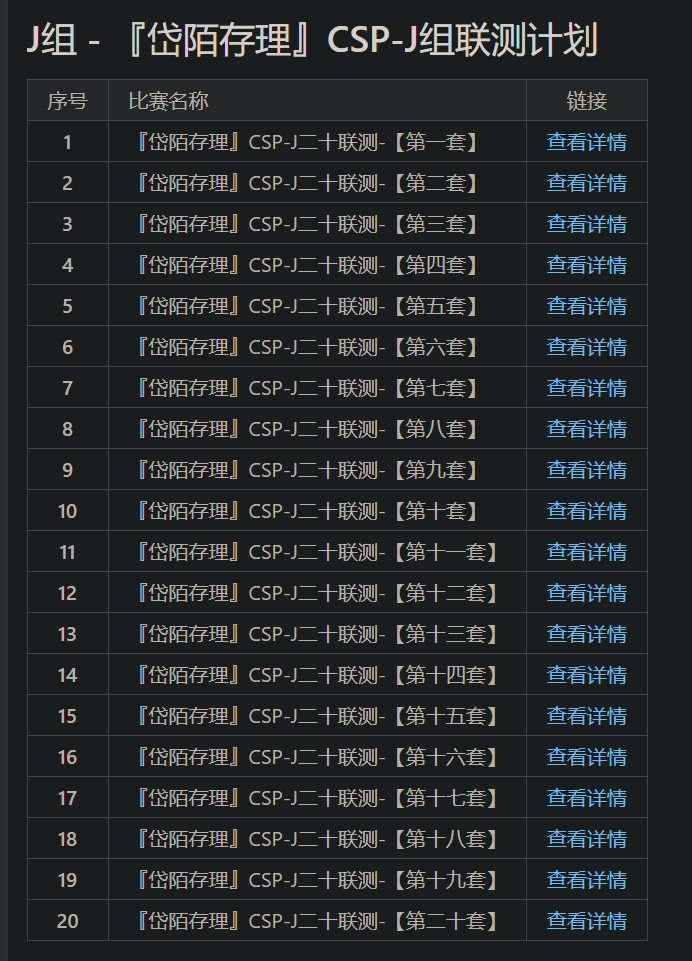 J组 - 『岱陌存理』CSP-J组联测计划
序号 比赛名称 链接
1 『岱陌存理』CSP-J二十联测-【第一套】 查看详情
2 『岱陌存理』CSP-J二十联测-【第二套】 查看详情
3 『岱陌存理』CSP-J二十联测-【第三套】 查看详情
4 『岱陌存理』CSP-J二十联测-【第四套】 查看详情
5 『岱陌存理』CSP-J二十联测-【第五套】 查看详情
6 『岱陌存理』CSP-J二十联测-【第六套】 查看详情
7 『岱陌存理』CSP-J二十联测-【第七套】 查看详情
8 『岱陌存理』CSP-J二十联测-【第八套】 查看详情
9 『岱陌存理』CSP-J二十联测-【第九套】 查看详情
10 『岱陌存理』CSP-J二十联测-【第十套】 查看详情
11 『岱陌存理』CSP-J二十联测-【第十一套】 查看详情
12 『岱陌存理』CSP-J二十联测-【第十二套】 查看详情
13 『岱陌存理』CSP-J二十联测-【第十三套】 查看详情
14 『岱陌存理』CSP-J二十联测-【第十四套】 查看详情
15 『岱陌存理』CSP-J二十联测-【第十五套】 查看详情
16 『岱陌存理』CSP-J二十联测-【第十六套】 查看详情
17 『岱陌存理』CSP-J二十联测-【第十七套】 查看详情
18 『岱陌存理』CSP-J二十联测-【第十八套】 查看详情
19 『岱陌存理』CSP-J二十联测-【第十九套】 查看详情
20 『岱陌存理』CSP-J二十联测-【第二十套】 查看详情